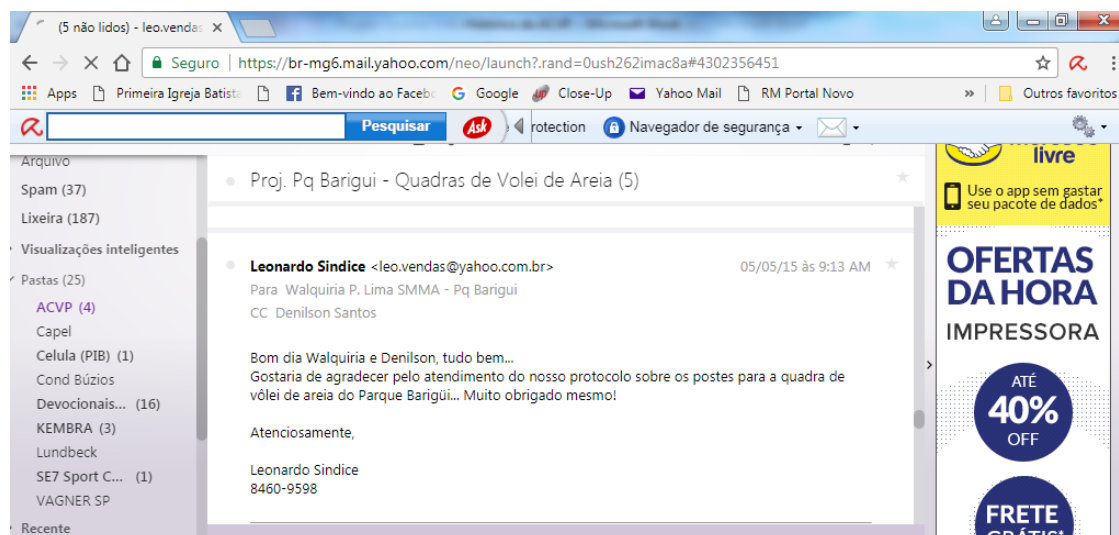 (5 não lidos) - leo.vendas
Seguro | https://br-mg6.mail.yahoo.com/neo/launch?.rand=0ush262imac8a#4302356451
Apps Primeira Igreja Batista Bem-vindo ao Facebo Google Close-Up Yahoo Mail RM Portal Novo » Outros favoritos
Pesquisar Ask rotection Navegador de segurança
Arquivo
Spam (37)
Lixeira (187)
Visualizações inteligentes
Pastas (25)
ACVP (4)
Capel
Celula (PIB) (1)
Cond Búzios
Devocionais... (16)
KEMBRA (3)
Lundbeck
SE7 Sport C... (1)
VAGNER SP
Recente
Proj. Pq Barigui - Quadras de Volei de Areia (5)
Leonardo Sindice <leo.vendas@yahoo.com.br> 05/05/15 às 9:13 AM
Para Walquiria P. Lima SMMA - Pq Barigui
CC Denilson Santos
Bom dia Walquiria e Denilson, tudo bem...
Gostaria de agradecer pelo atendimento do nosso protocolo sobre os postes para a quadra de
vôlei de areia do Parque Barigüi... Muito obrigado mesmo!
Atenciosamente,
Leonardo Sindice
8460-9598
livre
Use o app sem gastar
seu pacote de dados*
OFERTAS
DA HORA
IMPRESSORA
ATÉ
40%
OFF
FRETE
GRÁTIS*